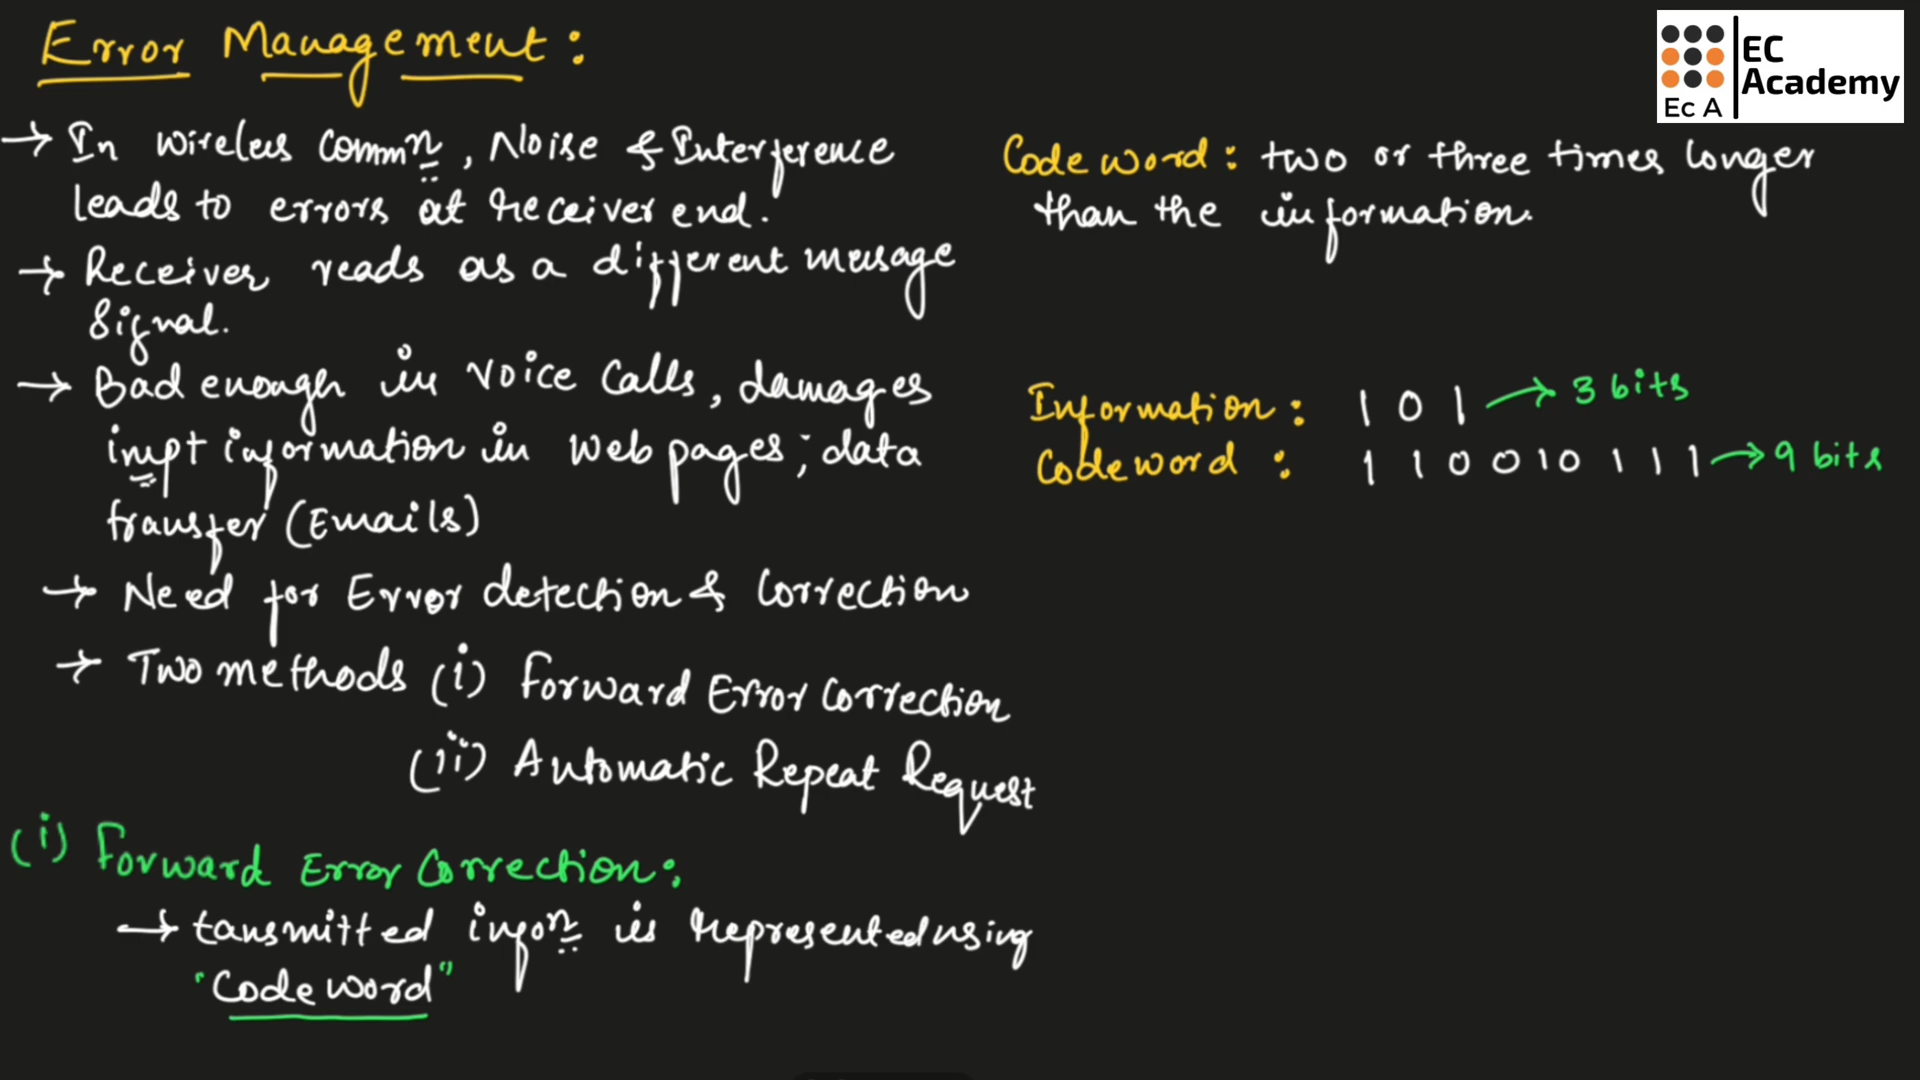 Error Management:
→ In wireless Commn, Noise & Interference
leads to errors at receiver end.
→ Receiver reads as a different message
Signal.
→ Bad enough in voice calls, damages
impt information in web pages; data
transfer (Emails)
→ Need for Error detection & Correction
→ Two methods (i) Forward Error Correction
(ii) Automatic Repeat Request
(i) Forward Error Correction:
→ tansmitted infon is represented using
"Codeword"
EC
Academy
Ec A
Code word: two or three times longer
than the information.
Information: 1 0 1 → 3 bits
Codeword: 1 1 0 0 1 0 1 1 1 → 9 bits